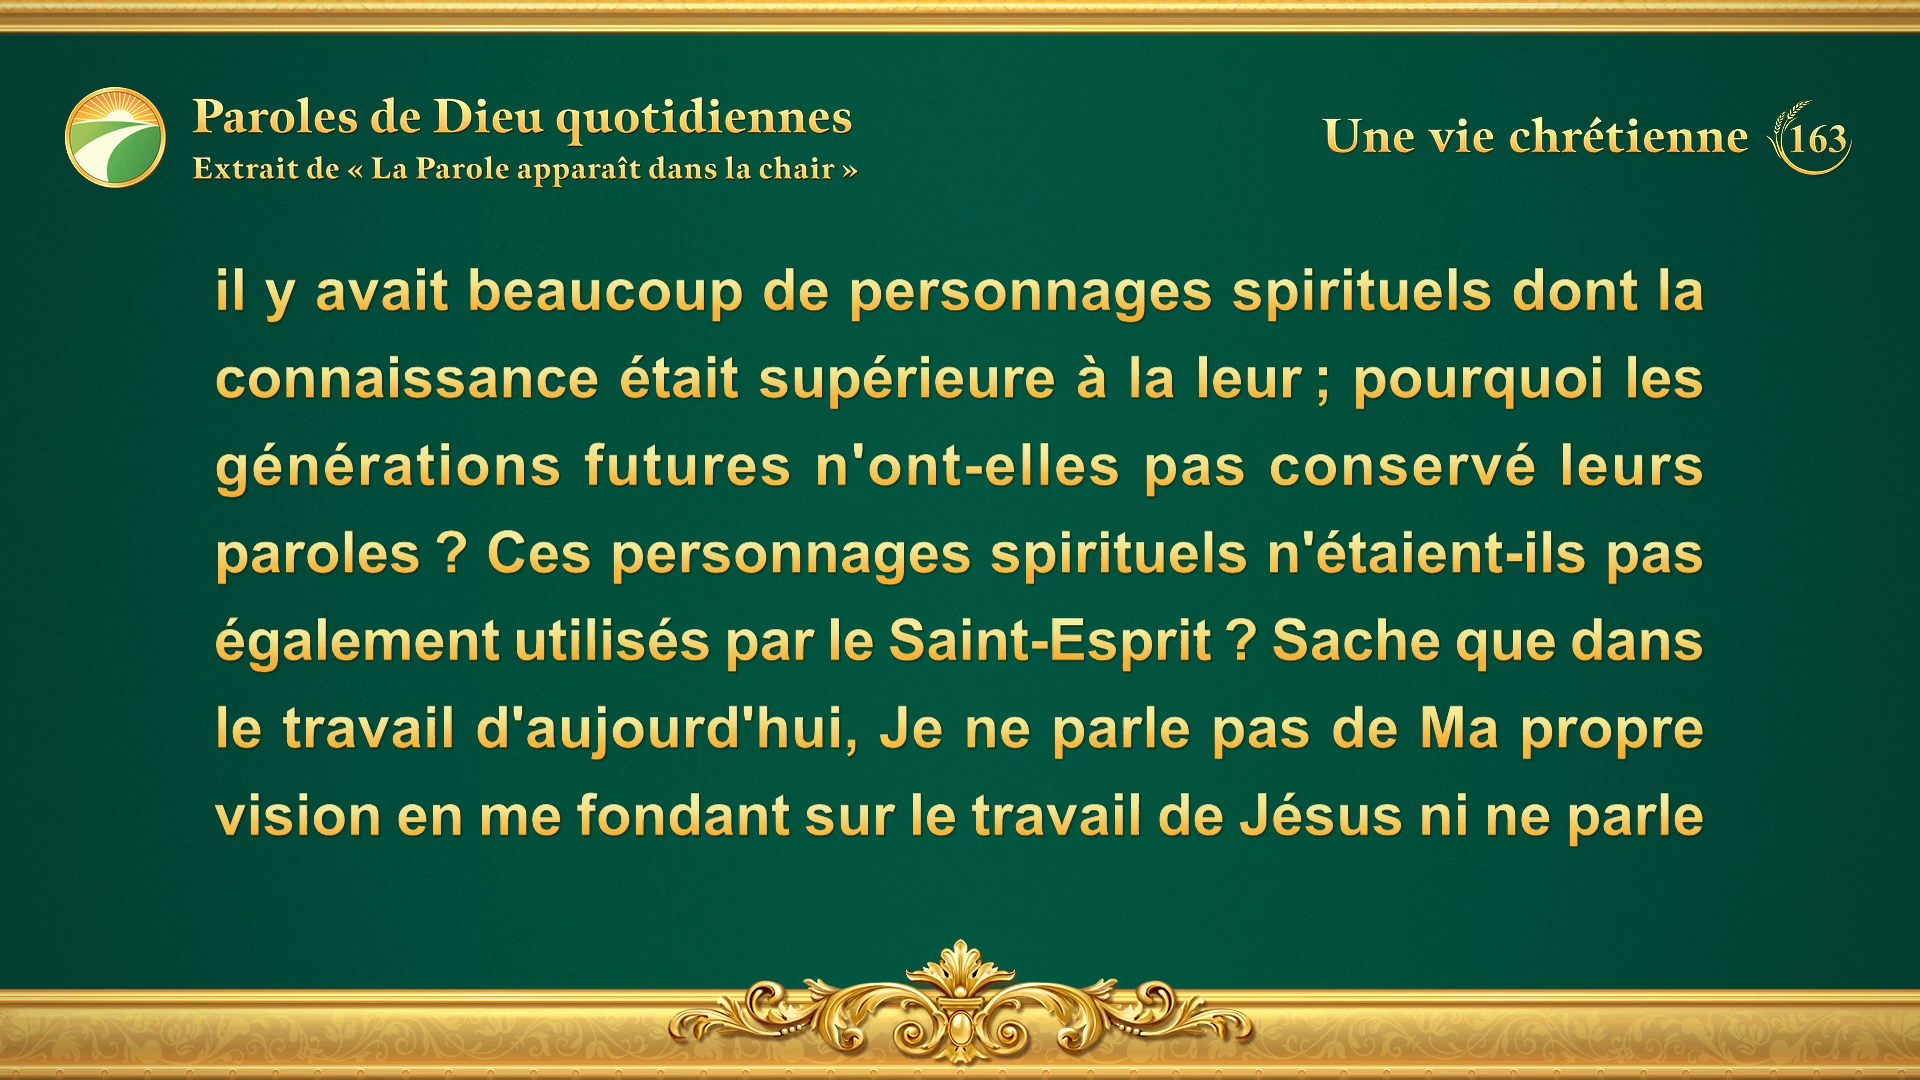 Paroles de Dieu quotidiennes
Extrait de « La Parole apparaît dans la chair »
Une vie chrétienne 163
il y avait beaucoup de personnages spirituels dont la
connaissance était supérieure à la leur ; pourquoi les
générations futures n'ont-elles pas conservé leurs
paroles ? Ces personnages spirituels n'étaient-ils pas
également utilisés par le Saint-Esprit ? Sache que dans
le travail d'aujourd'hui, Je ne parle pas de Ma propre
vision en me fondant sur le travail de Jésus ni ne parle